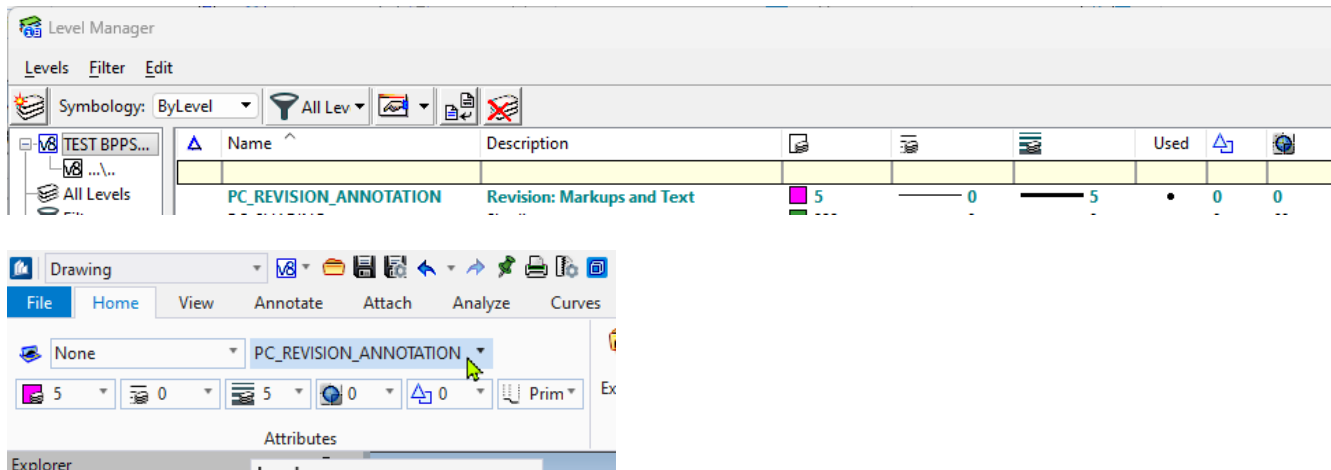 Level Manager
Levels Filter Edit
Symbology: ByLevel All Lev
TEST BPPS... Name Description Used
...\..
All Levels PC_REVISION_ANNOTATION Revision: Markups and Text 5 0 5 0 0
Drawing
File Home View Annotate Attach Analyze Curves
None PC_REVISION_ANNOTATION
5 0 5 0 0 Prim Ex
Attributes
Explorer